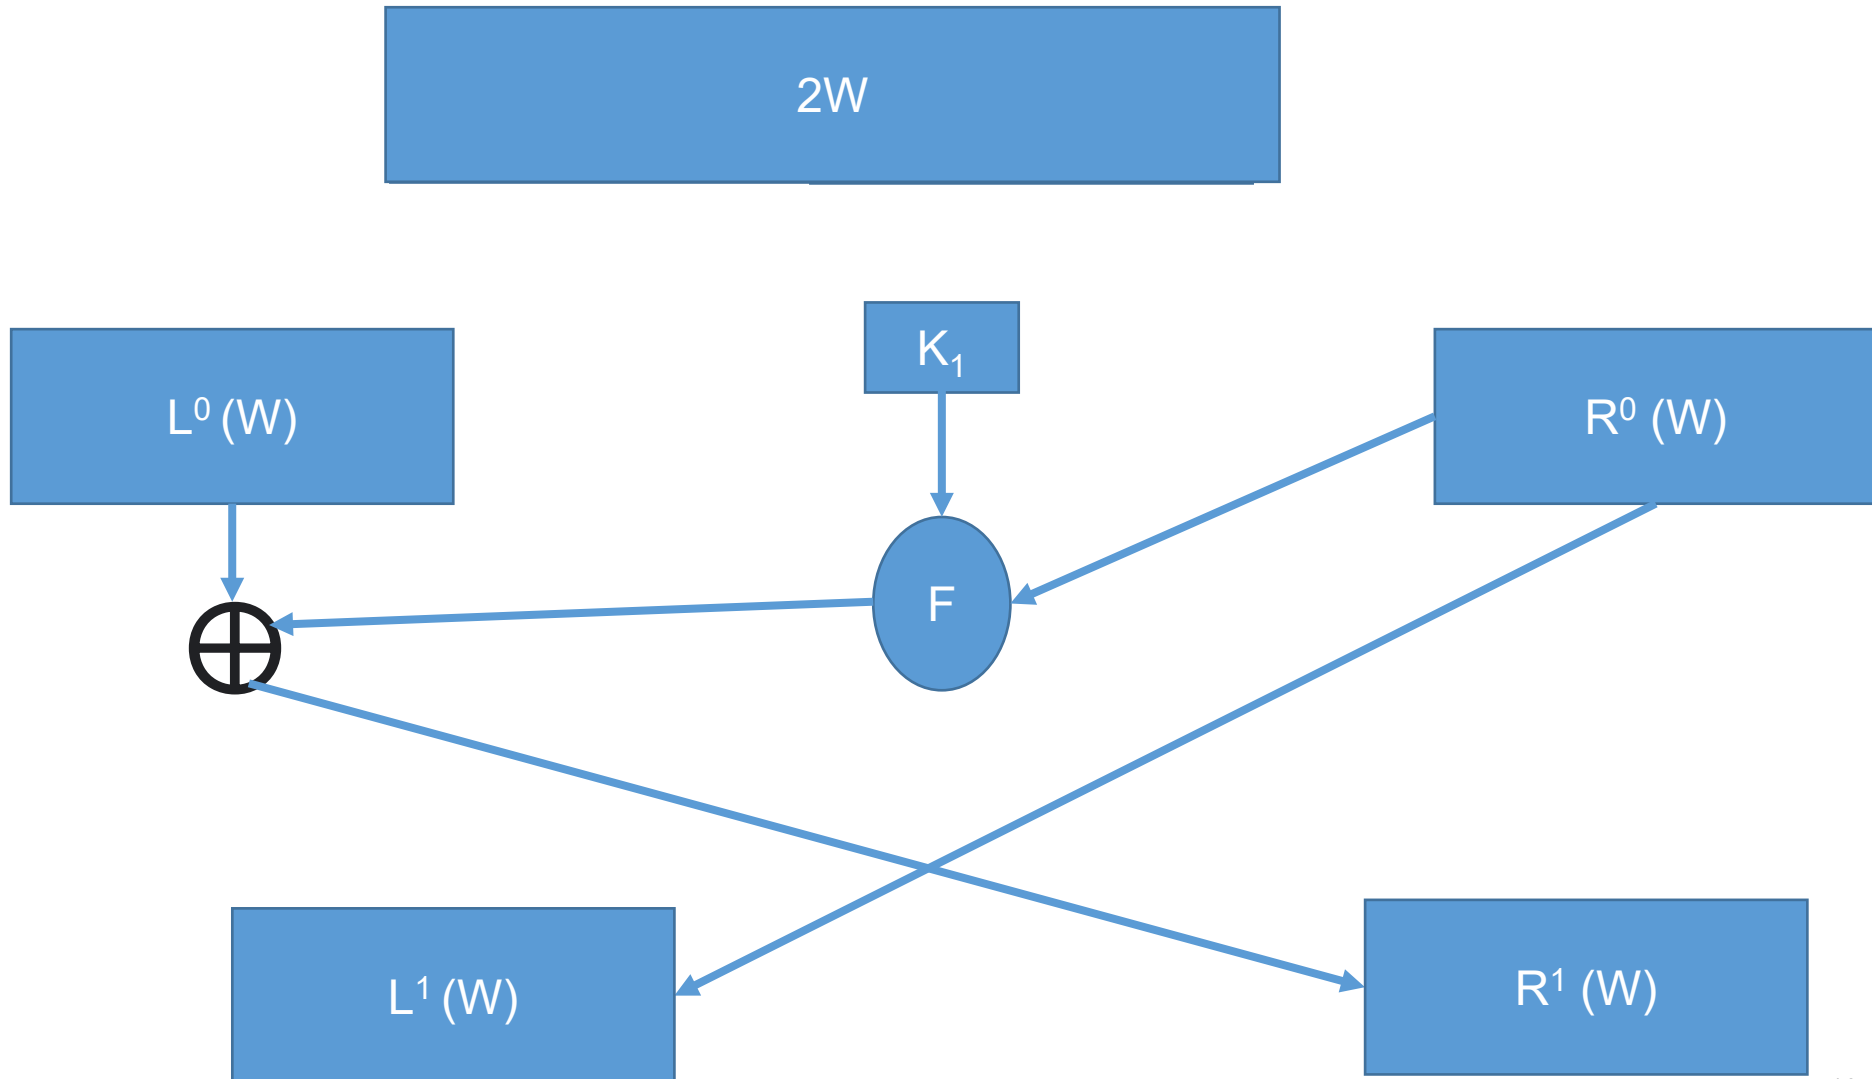 2W
K₁
L⁰ (W)
R⁰ (W)
F
L¹ (W)
R¹ (W)